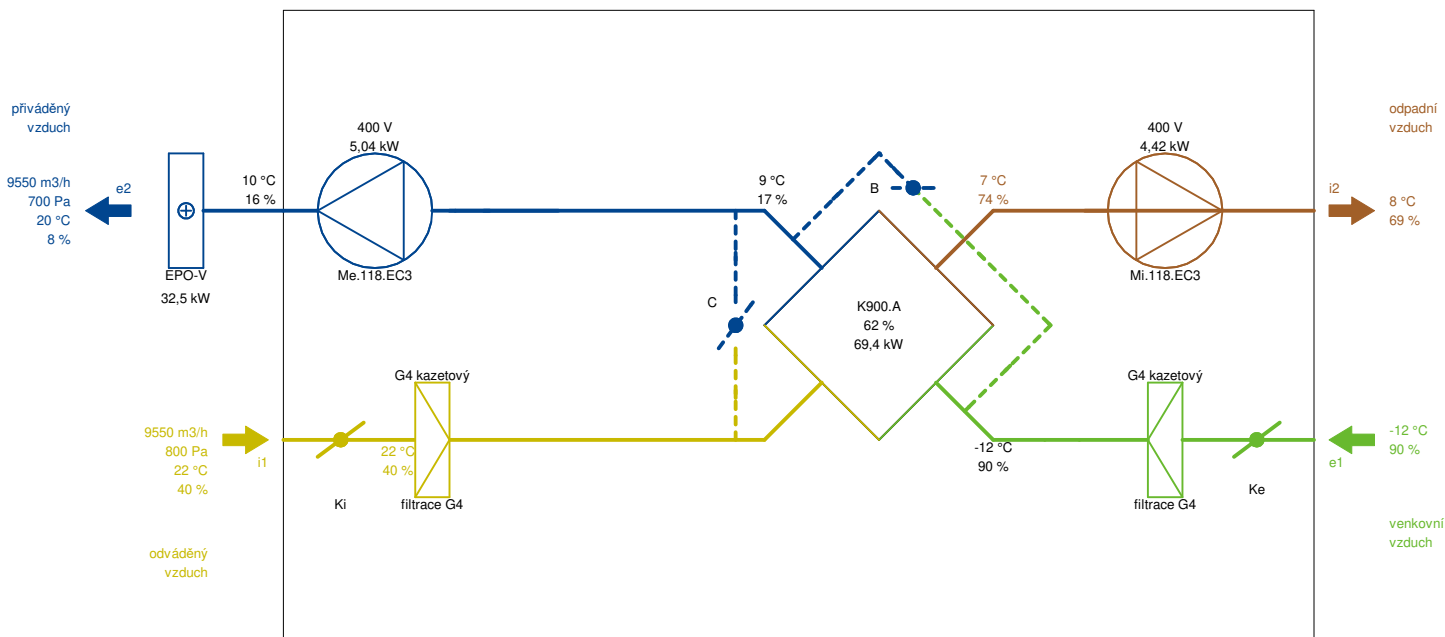 přiváděný
vzduch
9550 m3/h
700 Pa
20 °C
8 %
e2
EPO-V
32,5 kW
10 °C
16 %
400 V
5,04 kW
Me.118.EC3
9 °C
17 %
B
C
K900.A
62 %
69,4 kW
7 °C
74 %
400 V
4,42 kW
Mi.118.EC3
odpadní
vzduch
i2
8 °C
69 %
9550 m3/h
800 Pa
22 °C
40 %
i1
odváděný
vzduch
Ki
G4 kazetový
22 °C
40 %
filtrace G4
-12 °C
90 %
G4 kazetový
filtrace G4
Ke
-12 °C
90 %
e1
venkovní
vzduch